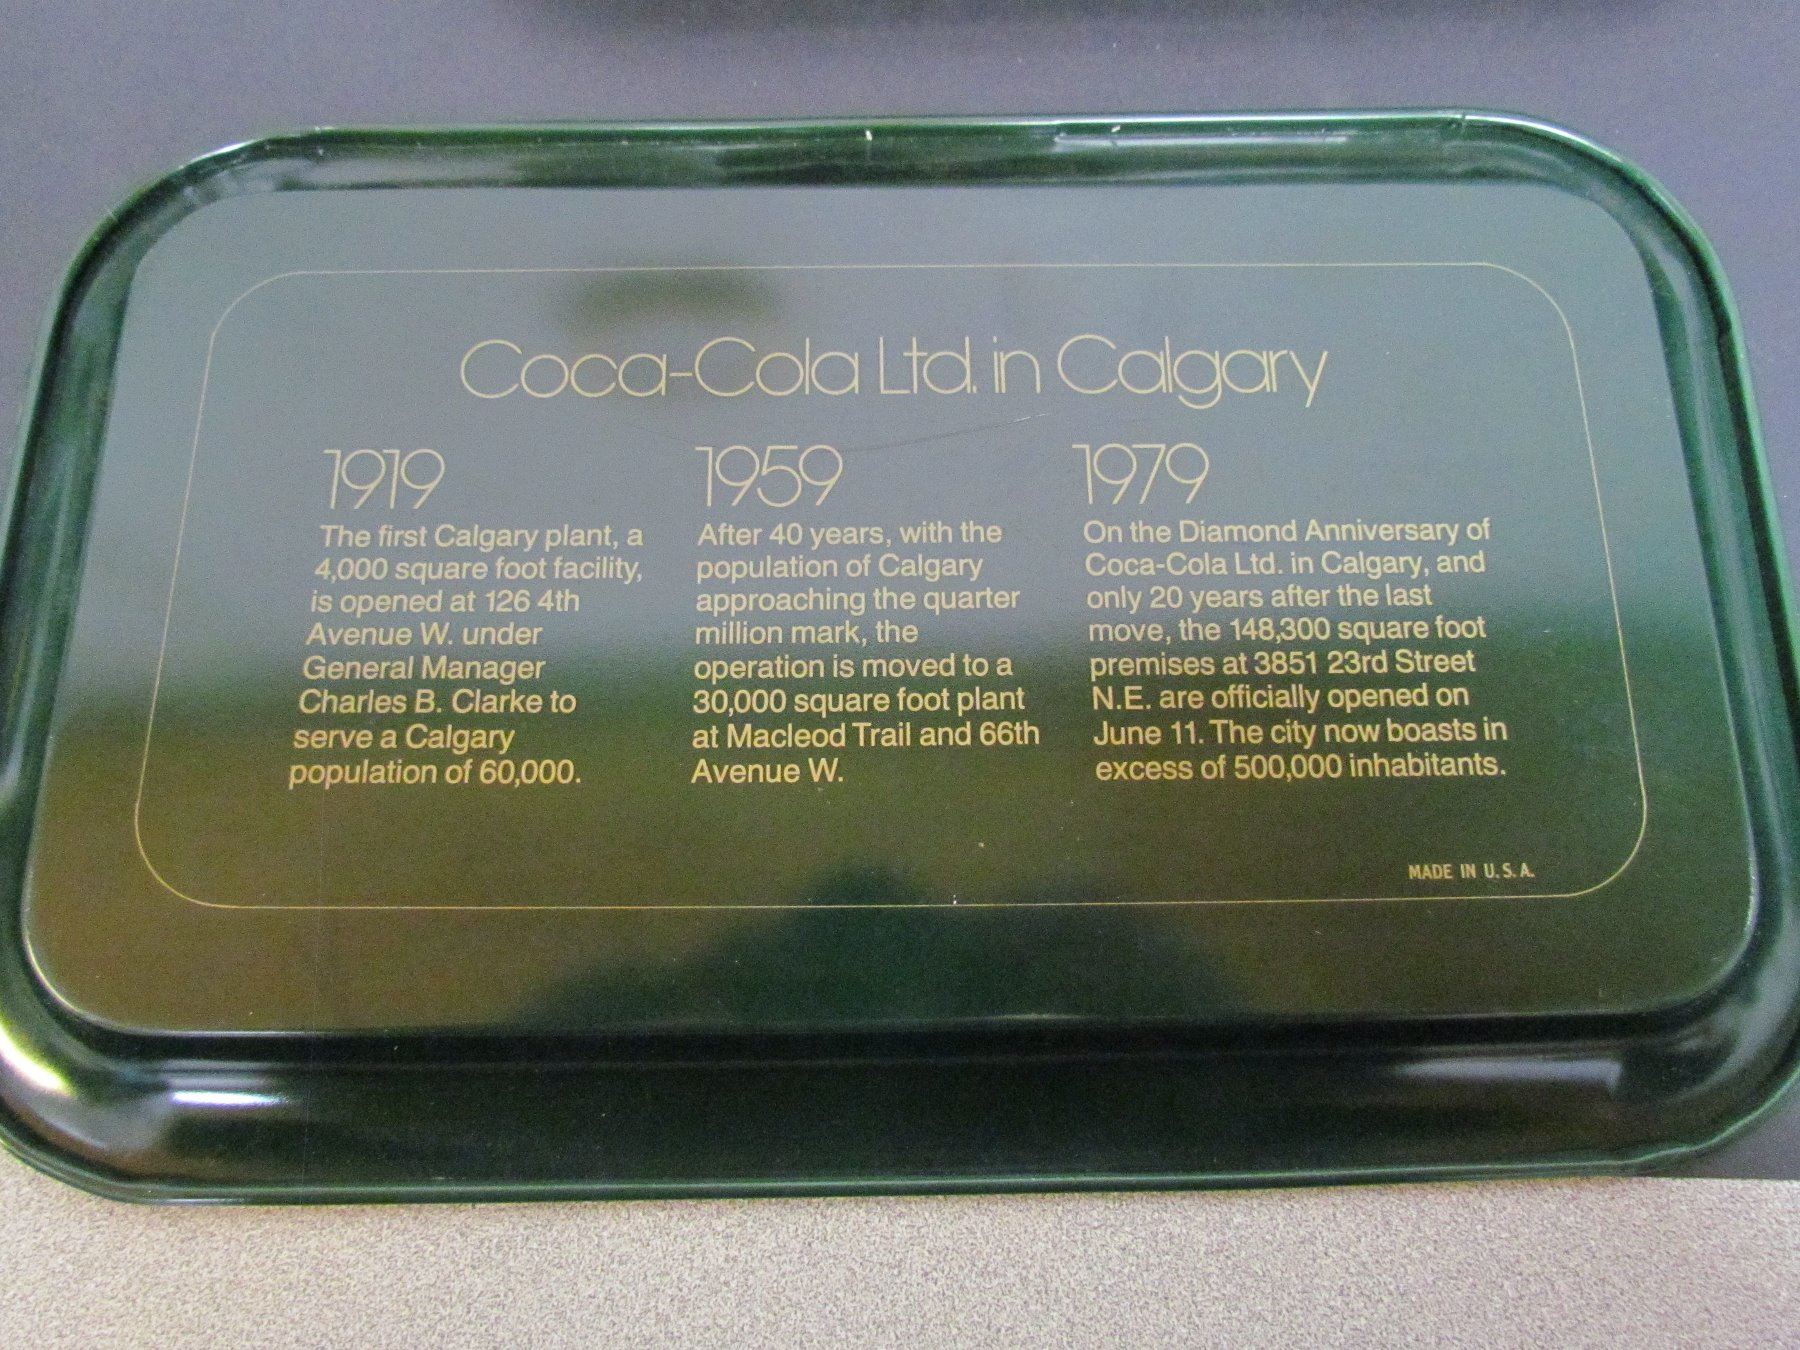 Coca-Cola Ltd. in Calgary
1919
The first Calgary plant, a
4,000 square foot facility,
is opened at 126 4th
Avenue W. under
General Manager
Charles B. Clarke to
serve a Calgary
population of 60,000.
1959
After 40 years, with the
population of Calgary
approaching the quarter
million mark, the
operation is moved to a
30,000 square foot plant
at Macleod Trail and 66th
Avenue W.
1979
On the Diamond Anniversary of
Coca-Cola Ltd. in Calgary, and
only 20 years after the last
move, the 148,300 square foot
premises at 3851 23rd Street
N.E. are officially opened on
June 11. The city now boasts in
excess of 500,000 inhabitants.
MADE IN U.S.A.